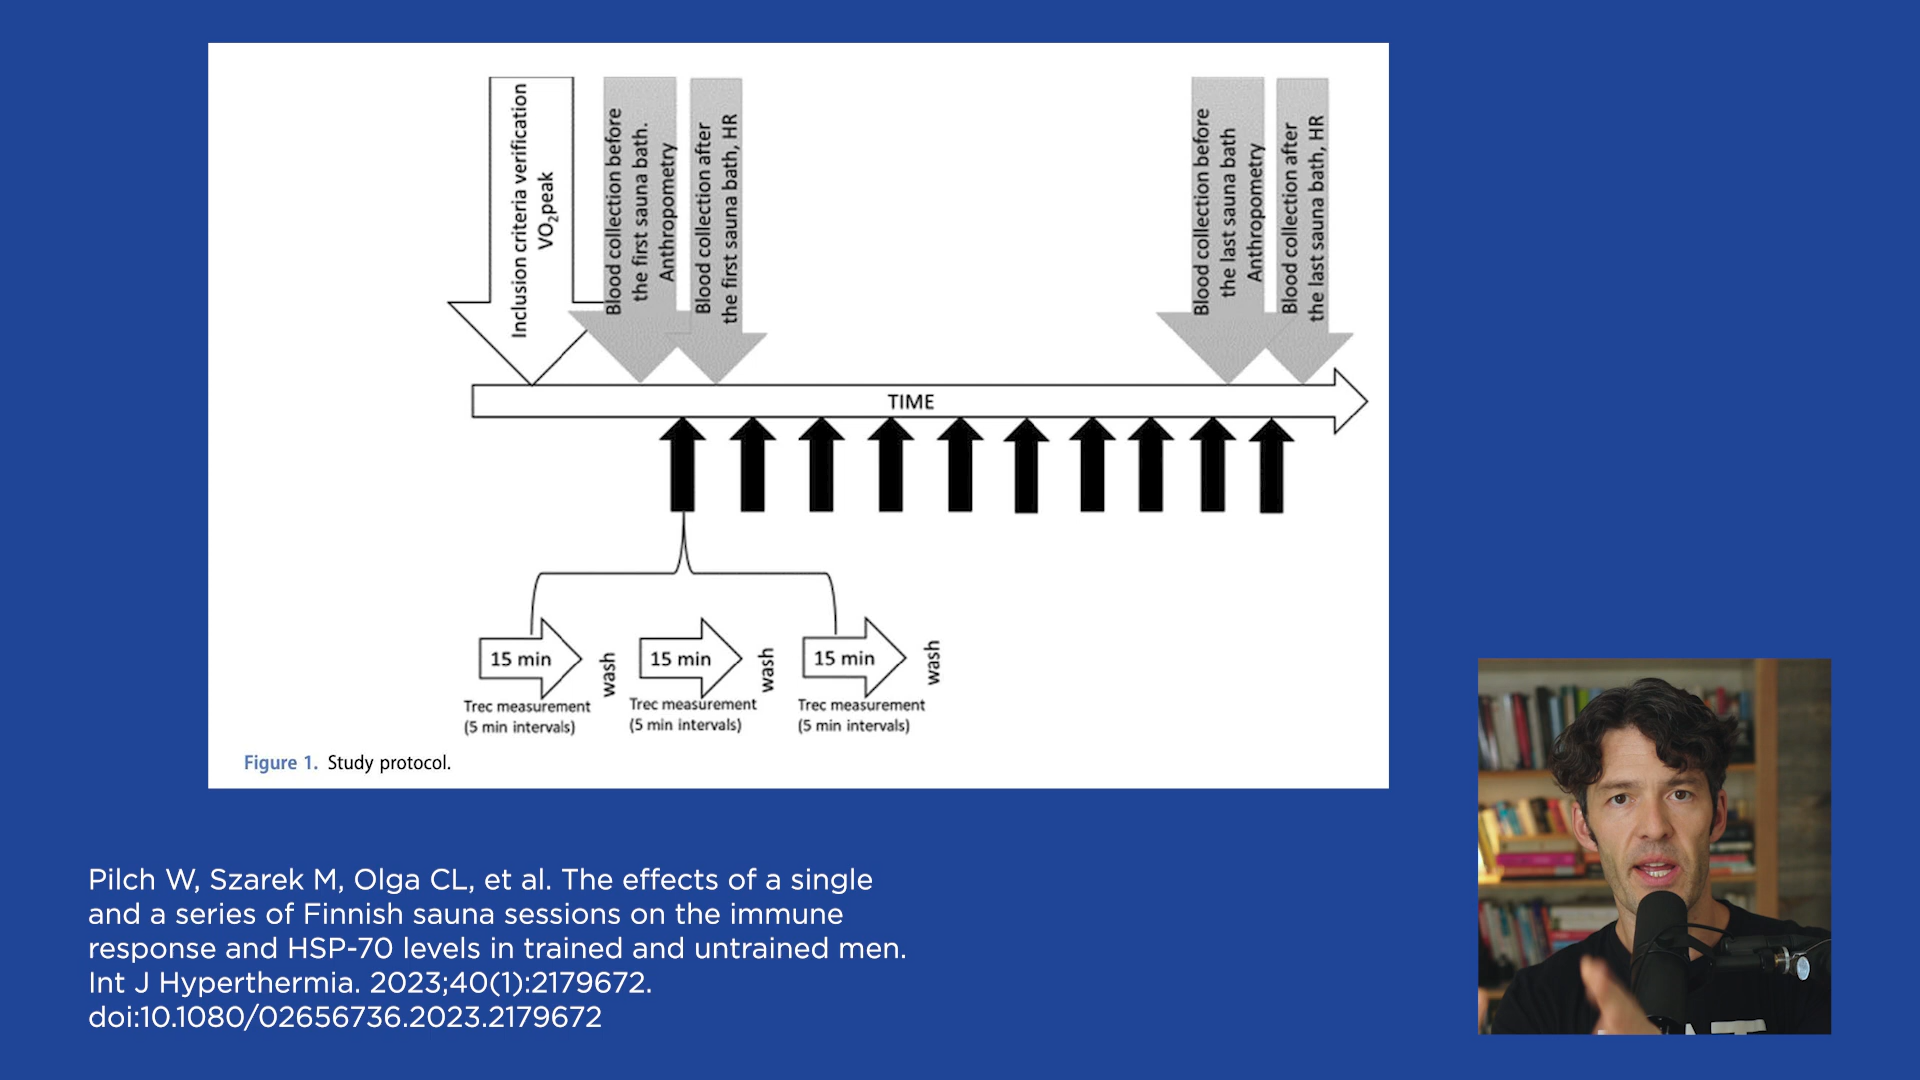 Inclusion criteria verification
VO₂peak
Blood collection before
the first sauna bath.
Anthropometry
Blood collection after
the first sauna bath, HR
Blood collection before
the last sauna bath
Anthropometry
Blood collection after
the last sauna bath, HR
TIME
15 min
wash
15 min
wash
15 min
wash
Trec measurement
(5 min intervals)
Trec measurement
(5 min intervals)
Trec measurement
(5 min intervals)
Figure 1. Study protocol.
Pilch W, Szarek M, Olga CL, et al. The effects of a single
and a series of Finnish sauna sessions on the immune
response and HSP-70 levels in trained and untrained men.
Int J Hyperthermia. 2023;40(1):2179672.
doi:10.1080/02656736.2023.2179672